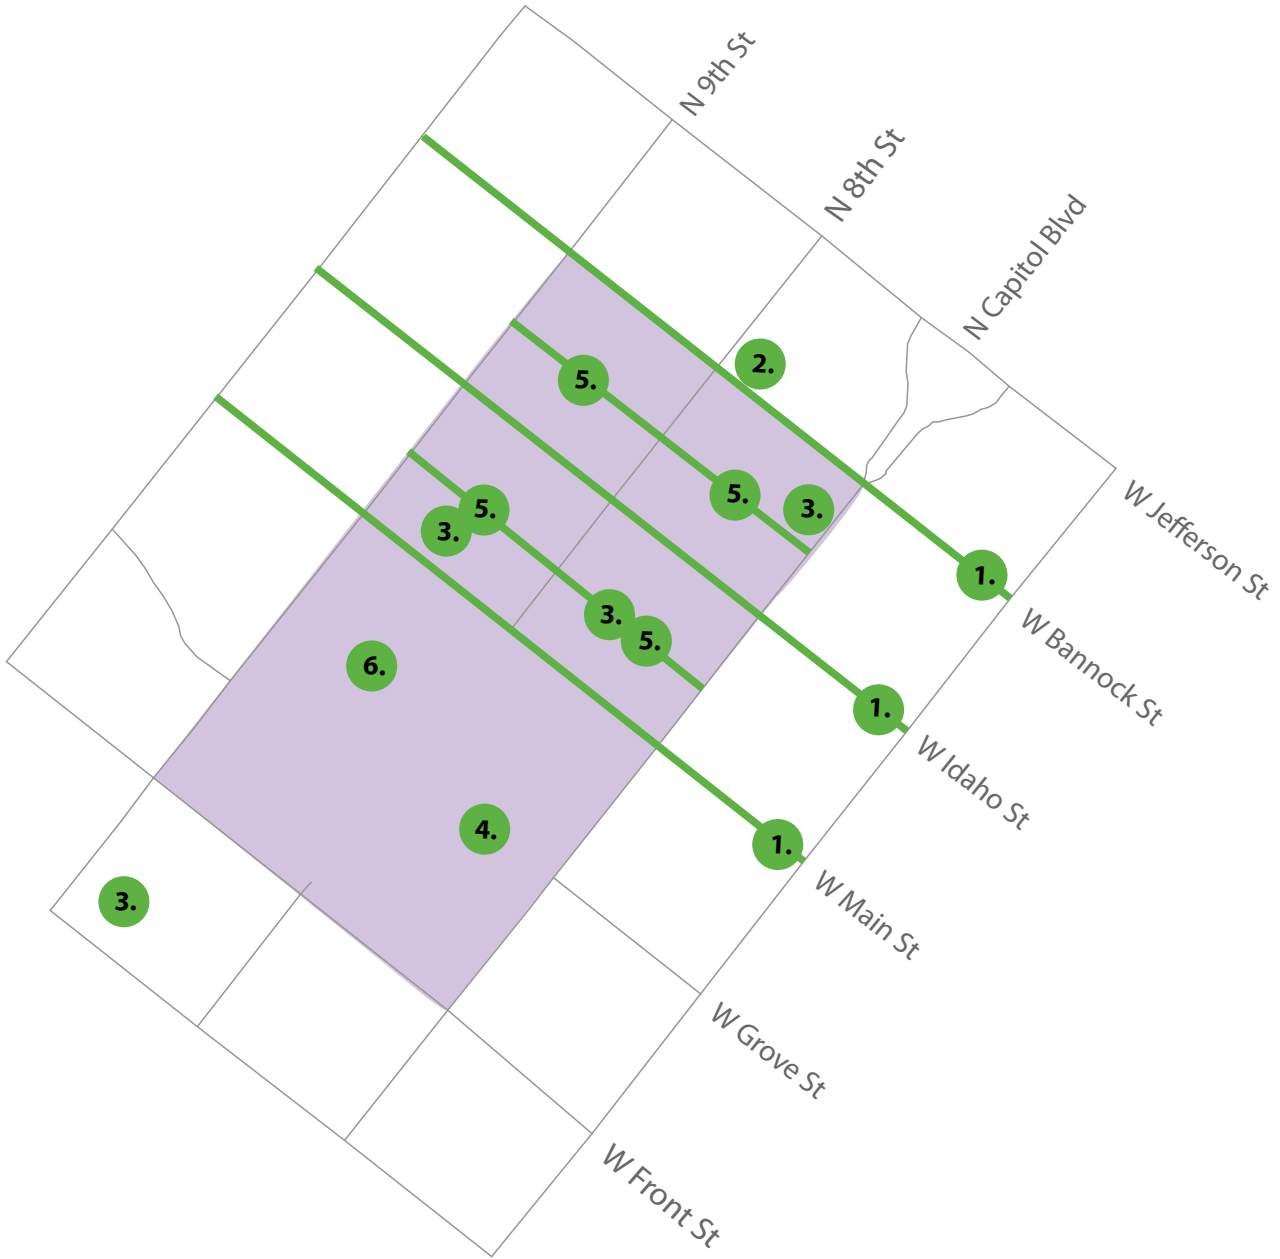 N 9th St
N 8th St
N Capitol Blvd
2.
5.
5.
3.
W Jefferson St
5.
3.
1.
W Bannock St
3.
5.
6.
1.
W Idaho St
4.
1.
W Main St
3.
W Grove St
W Front St